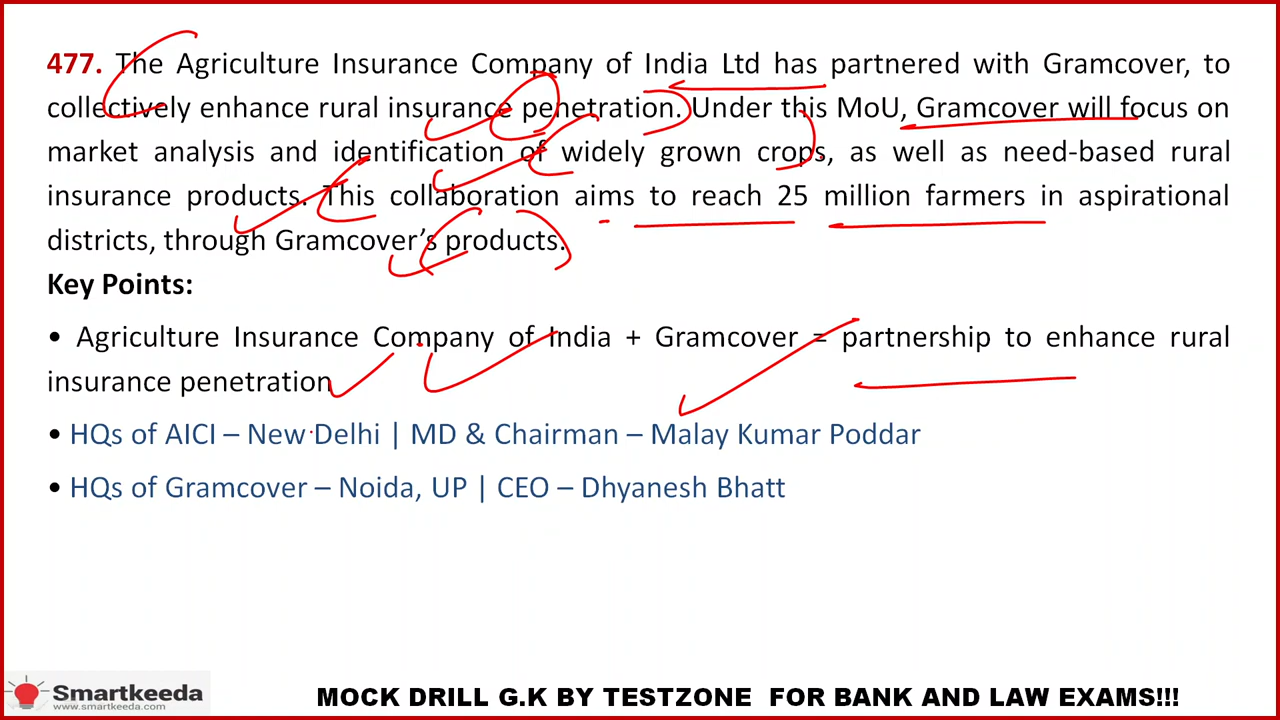 477. The Agriculture Insurance Company of India Ltd has partnered with Gramcover, to
collectively enhance rural insurance penetration. Under this MoU, Gramcover will focus on
market analysis and identification of widely grown crops, as well as need-based rural
insurance products. This collaboration aims to reach 25 million farmers in aspirational
districts, through Gramcover’s products.
Key Points:
• Agriculture Insurance Company of India + Gramcover = partnership to enhance rural
insurance penetration
• HQs of AICI – New Delhi | MD & Chairman – Malay Kumar Poddar
• HQs of Gramcover – Noida, UP | CEO – Dhyanesh Bhatt
Smartkeeda
www.smartkeeda.com
MOCK DRILL G.K BY TESTZONE FOR BANK AND LAW EXAMS!!!